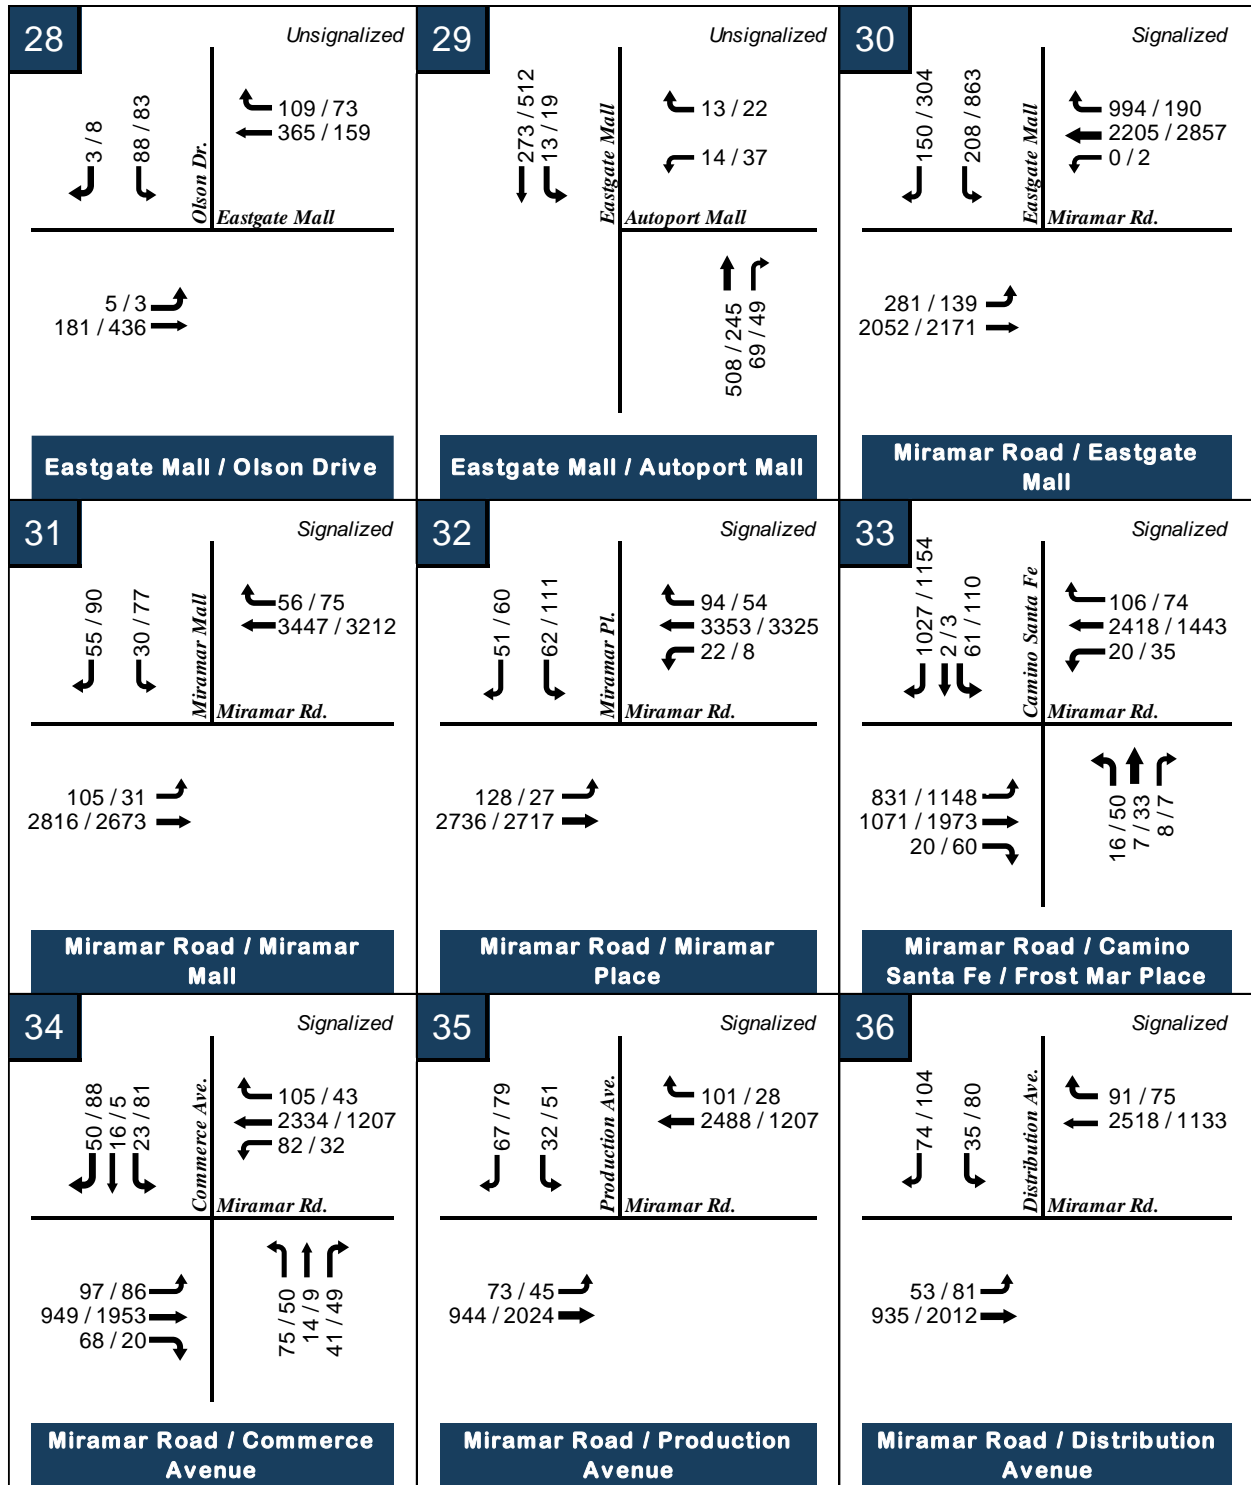 28
Unsignalized
3 / 8
88 / 83
Olson Dr.
109 / 73
365 / 159
Eastgate Mall
5 / 3
181 / 436
Eastgate Mall / Olson Drive
29
Unsignalized
273 / 512
13 / 19
Eastgate Mall
13 / 22
14 / 37
Autoport Mall
508 / 245
69 / 49
Eastgate Mall / Autoport Mall
30
Signalized
150 / 304
208 / 863
Eastgate Mall
994 / 190
2205 / 2857
0 / 2
Miramar Rd.
281 / 139
2052 / 2171
Miramar Road / Eastgate
Mall
31
Signalized
55 / 90
30 / 77
Miramar Mall
56 / 75
3447 / 3212
Miramar Rd.
105 / 31
2816 / 2673
Miramar Road / Miramar
Mall
32
Signalized
51 / 60
62 / 111
Miramar Pl.
94 / 54
3353 / 3325
22 / 8
Miramar Rd.
128 / 27
2736 / 2717
Miramar Road / Miramar
Place
33
Signalized
1027 / 1154
2 / 3
61 / 110
Camino Santa Fe
106 / 74
2418 / 1443
20 / 35
Miramar Rd.
831 / 1148
1071 / 1973
20 / 60
16 / 50
7 / 33
8 / 7
Miramar Road / Camino
Santa Fe / Frost Mar Place
34
Signalized
50 / 88
16 / 5
23 / 81
Commerce Ave.
105 / 43
2334 / 1207
82 / 32
Miramar Rd.
97 / 86
949 / 1953
68 / 20
75 / 50
14 / 9
41 / 49
Miramar Road / Commerce
Avenue
35
Signalized
67 / 79
32 / 51
Production Ave.
101 / 28
2488 / 1207
Miramar Rd.
73 / 45
944 / 2024
Miramar Road / Production
Avenue
36
Signalized
74 / 104
35 / 80
Distribution Ave.
91 / 75
2518 / 1133
Miramar Rd.
53 / 81
935 / 2012
Miramar Road / Distribution
Avenue